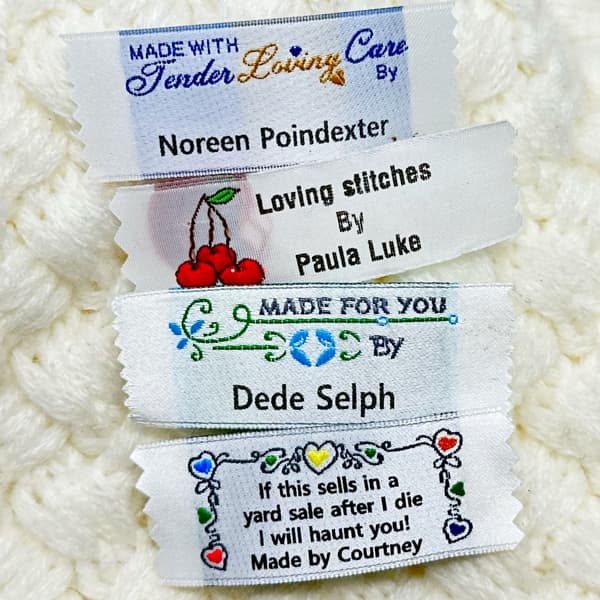 MADE WITH
Tender Loving Care
By
Noreen Poindexter
Loving stitches
By
Paula Luke
MADE FOR YOU
By
Dede Selph
If this sells in a
yard sale after I die
I will haunt you!
Made by Courtney